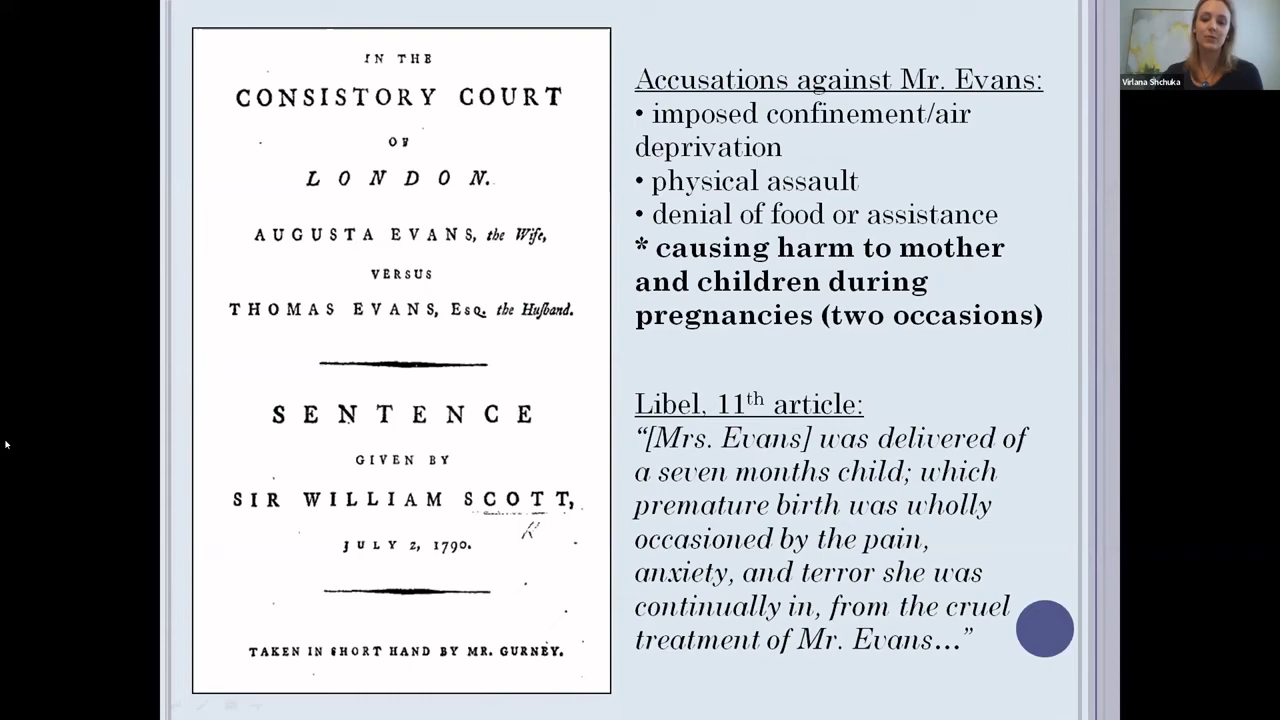 IN THE
CONSISTORY COURT
OF
LONDON.
AUGUSTA EVANS, the Wife,
VERSUS
THOMAS EVANS, Esq. the Huſband.
SENTENCE
GIVEN BY
SIR WILLIAM SCOTT,
JULY 2, 1790.
TAKEN IN SHORT HAND BY MR. GURNEY.
Accusations against Mr. Evans:
• imposed confinement/air
deprivation
• physical assault
• denial of food or assistance
* causing harm to mother
and children during
pregnancies (two occasions)
Libel, 11th article:
“[Mrs. Evans] was delivered of
a seven months child; which
premature birth was wholly
occasioned by the pain,
anxiety, and terror she was
continually in, from the cruel
treatment of Mr. Evans…”
Virlana Shchuka